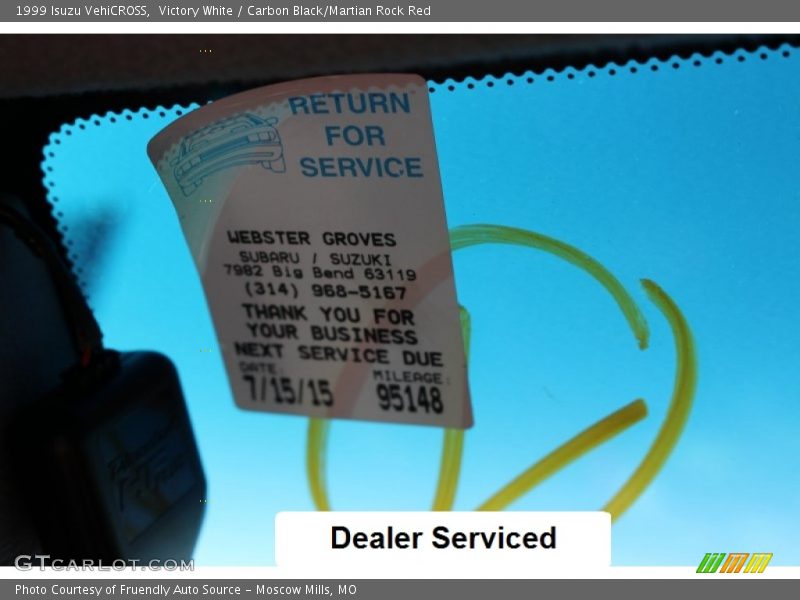 1999 Isuzu VehiCROSS, Victory White / Carbon Black/Martian Rock Red
RETURN
FOR
SERVICE
WEBSTER GROVES
SUBARU / SUZUKI
7982 Big Bend 63119
(314) 968-5167
THANK YOU FOR
YOUR BUSINESS
NEXT SERVICE DUE
DATE: MILEAGE:
7/15/15 95148
Dealer Serviced
GTcarlot.com
Photo Courtesy of Fruendly Auto Source - Moscow Mills, MO